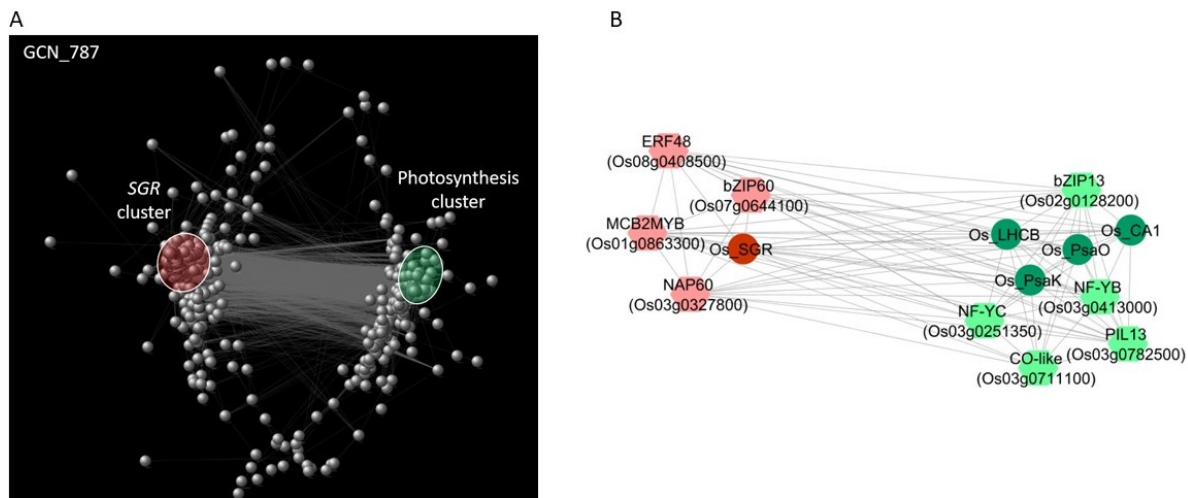 A
GCN_787
SGR
cluster
Photosynthesis
cluster
B
ERF48
(Os08g0408500)
bZIP60
(Os07g0644100)
MCB2MYB
(Os01g0863300)
Os_SGR
NAP60
(Os03g0327800)
bZIP13
(Os02g0128200)
Os_LHCB
Os_CA1
Os_PsaO
Os_PsaK
NF-YB
(Os03g0413000)
NF-YC
(Os03g0251350)
PIL13
(Os03g0782500)
CO-like
(Os03g0711100)